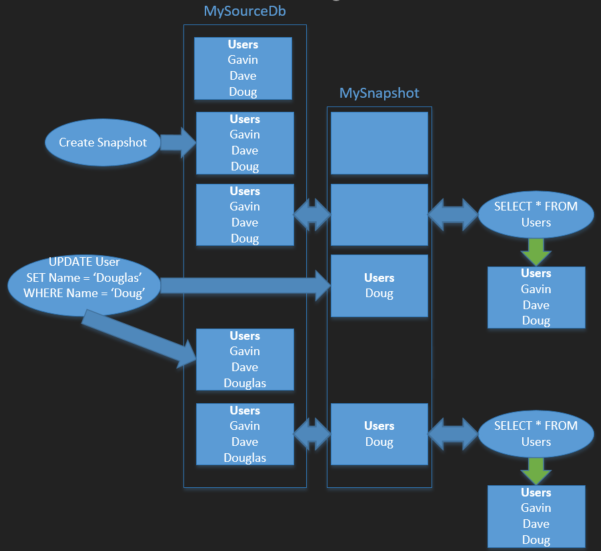 MySourceDb
Users
Gavin
Dave
Doug
MySnapshot
Create Snapshot
Users
Gavin
Dave
Doug
Users
Gavin
Dave
Doug
SELECT * FROM
Users
UPDATE User
SET Name = ‘Douglas’
WHERE Name = ‘Doug’
Users
Doug
Users
Gavin
Dave
Doug
Users
Gavin
Dave
Douglas
Users
Gavin
Dave
Douglas
Users
Doug
SELECT * FROM
Users
Users
Gavin
Dave
Doug